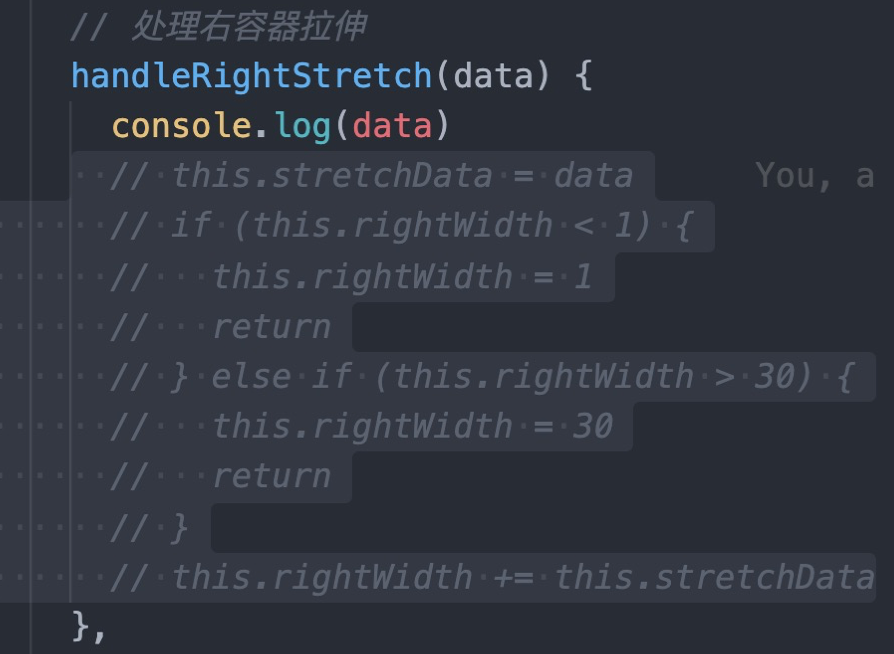 // 处理右容器拉伸
handleRightStretch(data) {
  console.log(data)
  // this.stretchData = data You, a
  // if (this.rightWidth < 1) {
  //   this.rightWidth = 1
  //   return
  // } else if (this.rightWidth > 30) {
  //   this.rightWidth = 30
  //   return
  // }
  // this.rightWidth += this.stretchData
},